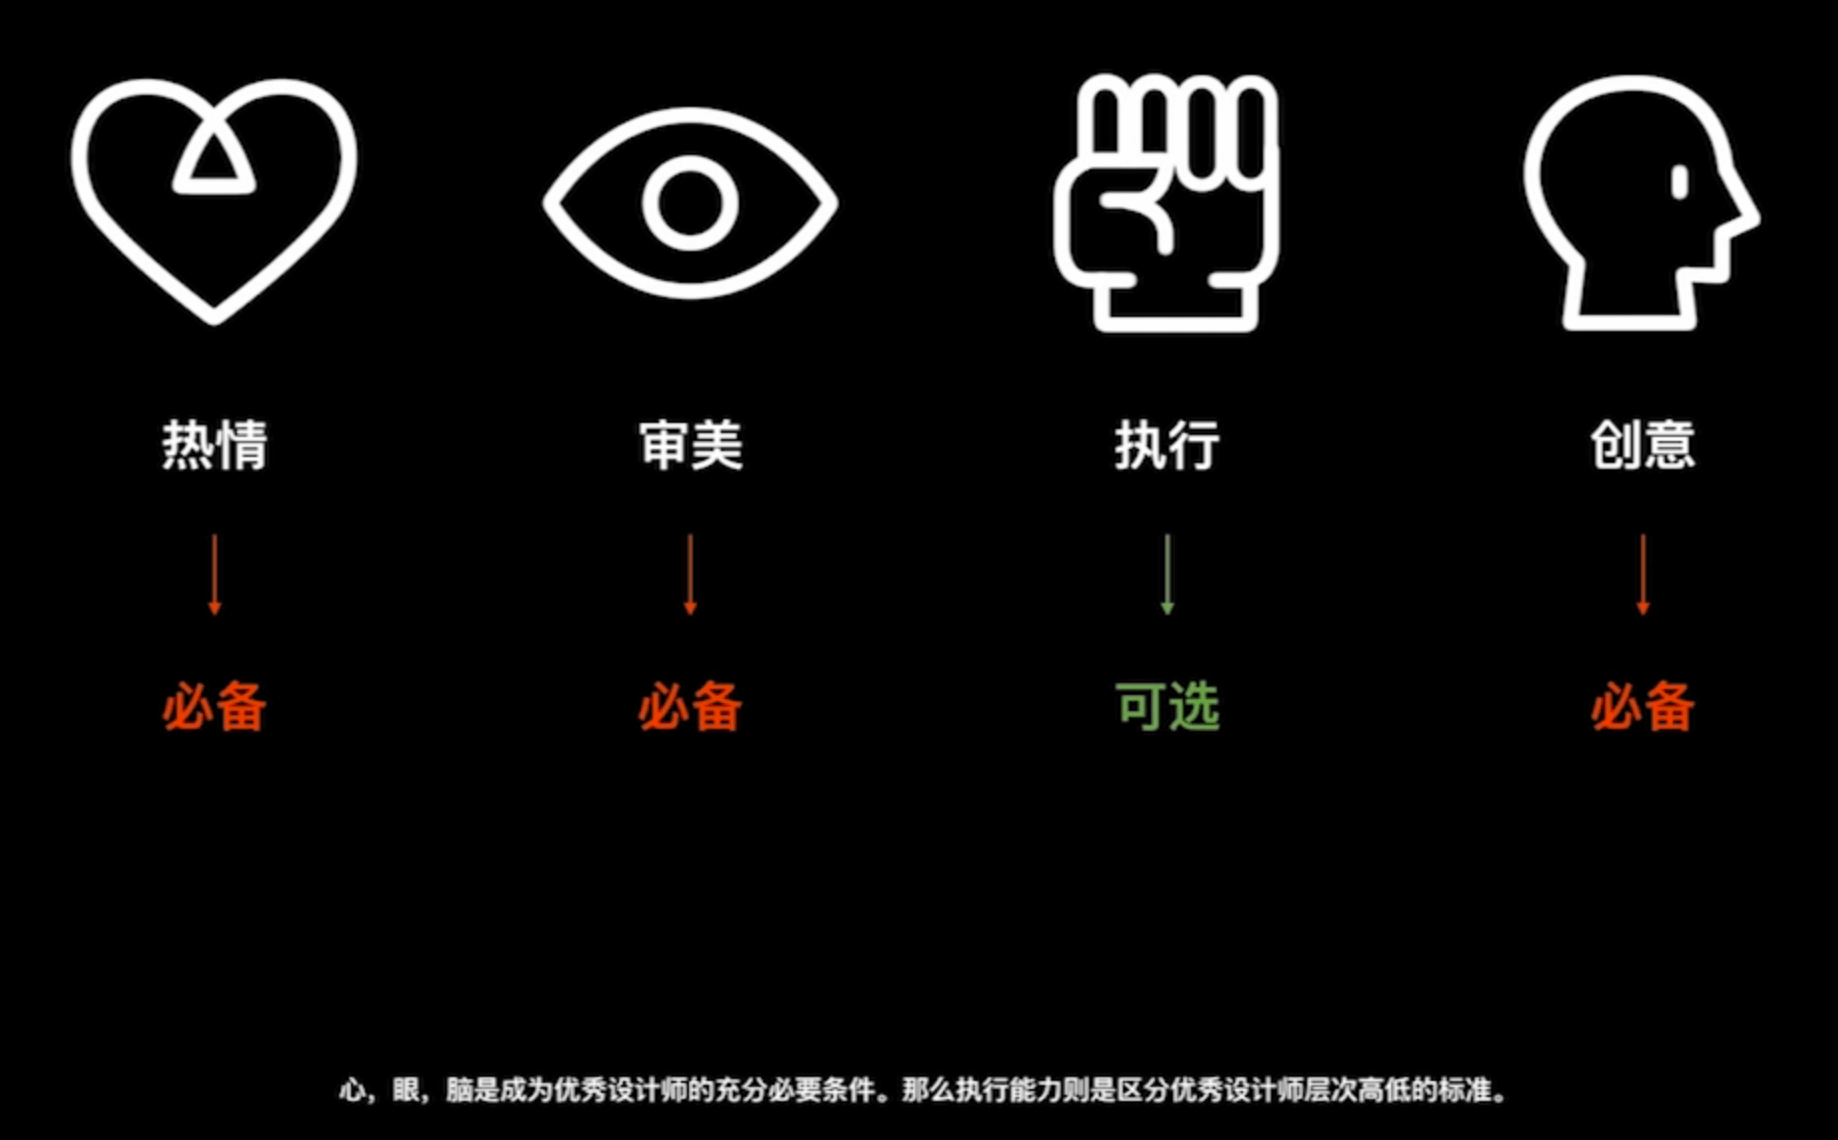 热情 审美 执行 创意
必备 必备 可选 必备
心，眼，脑是成为优秀设计师的充分必要条件。那么执行能力则是区分优秀设计师层次高低的标准。